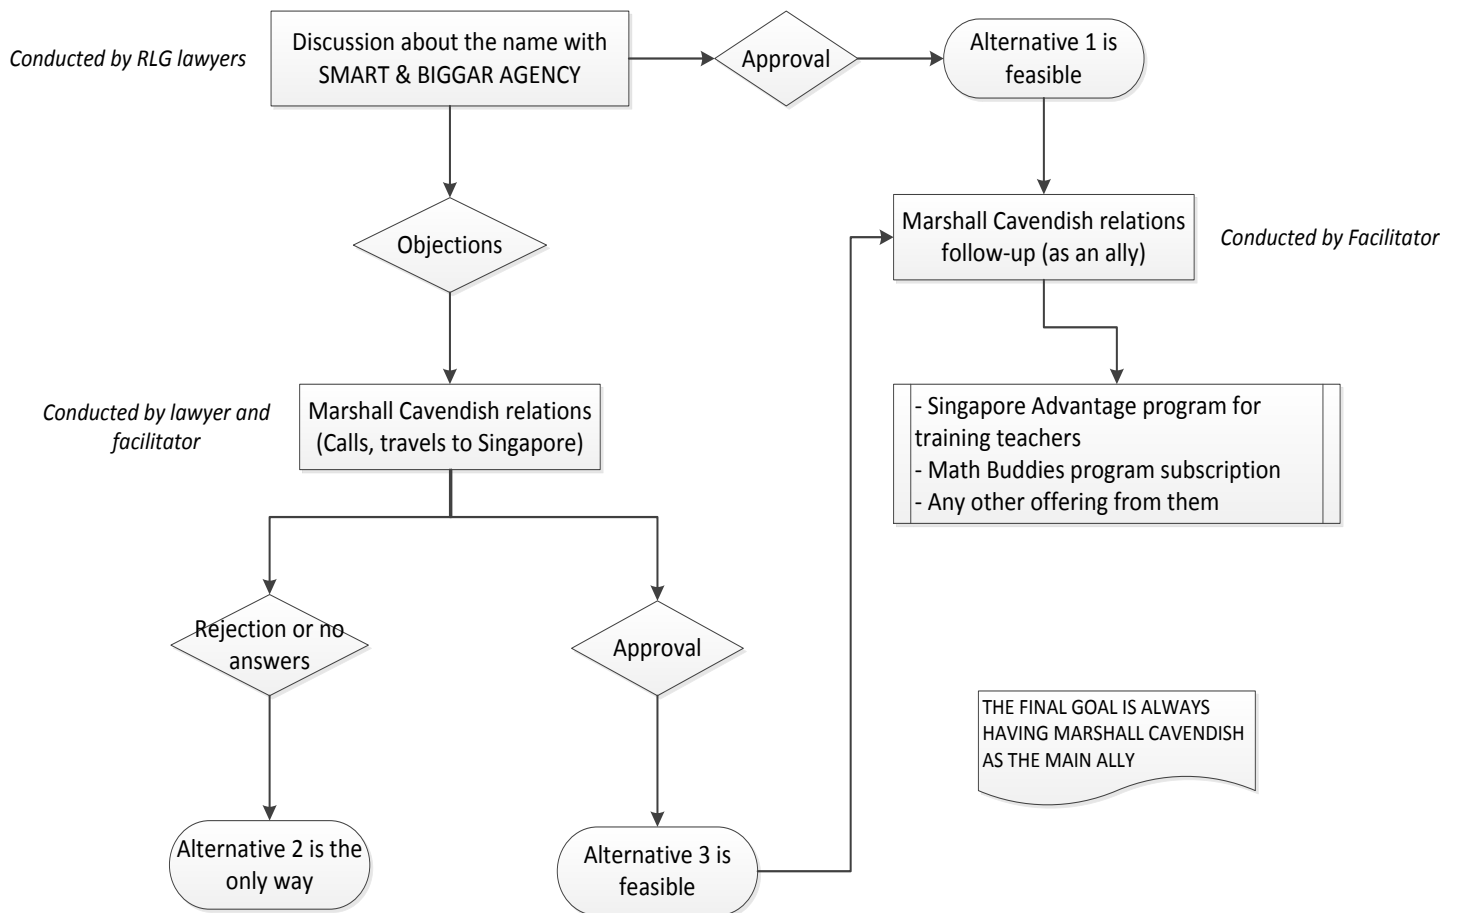 Conducted by RLG lawyers
Discussion about the name with
SMART & BIGGAR AGENCY
Approval
Alternative 1 is
feasible
Objections
Marshall Cavendish relations
follow-up (as an ally)
Conducted by Facilitator
Conducted by lawyer and
facilitator
Marshall Cavendish relations
(Calls, travels to Singapore)
- Singapore Advantage program for
training teachers
- Math Buddies program subscription
- Any other offering from them
Rejection or no
answers
Approval
THE FINAL GOAL IS ALWAYS
HAVING MARSHALL CAVENDISH
AS THE MAIN ALLY
Alternative 2 is the
only way
Alternative 3 is
feasible